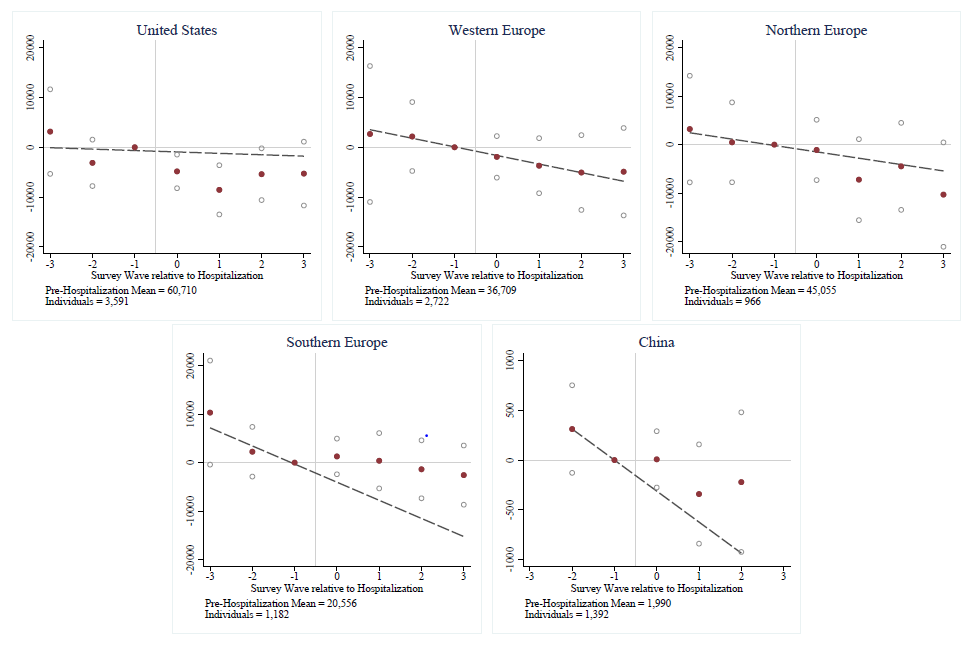 United States
20000
10000
0
-10000
-20000
-3 -2 -1 0 1 2 3
Survey Wave relative to Hospitalization
Pre-Hospitalization Mean = 60,710
Individuals = 3,591
Western Europe
20000
10000
0
-10000
-20000
-3 -2 -1 0 1 2 3
Survey Wave relative to Hospitalization
Pre-Hospitalization Mean = 36,709
Individuals = 2,722
Northern Europe
20000
10000
0
-10000
-20000
-3 -2 -1 0 1 2 3
Survey Wave relative to Hospitalization
Pre-Hospitalization Mean = 45,055
Individuals = 966
Southern Europe
20000
10000
0
-10000
-20000
-3 -2 -1 0 1 2 3
Survey Wave relative to Hospitalization
Pre-Hospitalization Mean = 20,556
Individuals = 1,182
China
1000
500
0
-500
-1000
-3 -2 -1 0 1 2 3
Survey Wave relative to Hospitalization
Pre-Hospitalization Mean = 1,990
Individuals = 1,392